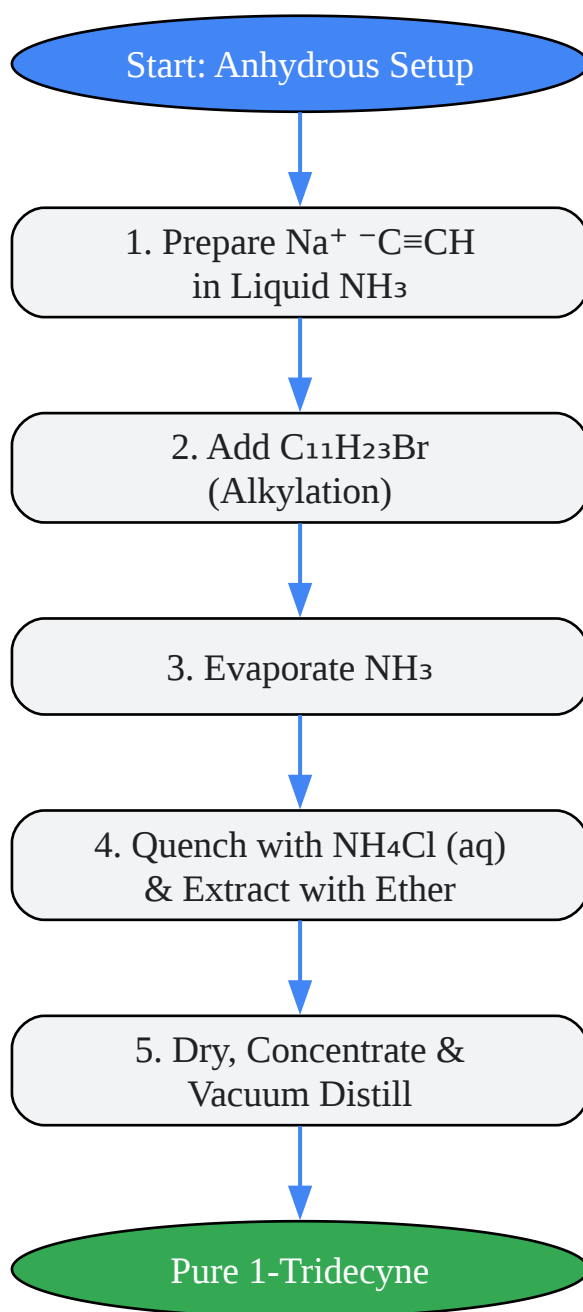 Start: Anhydrous Setup
1. Prepare Na⁺ ⁻C≡CH
in Liquid NH₃
2. Add C₁₁H₂₃Br
(Alkylation)
3. Evaporate NH₃
4. Quench with NH₄Cl (aq)
& Extract with Ether
5. Dry, Concentrate &
Vacuum Distill
Pure 1-Tridecyne